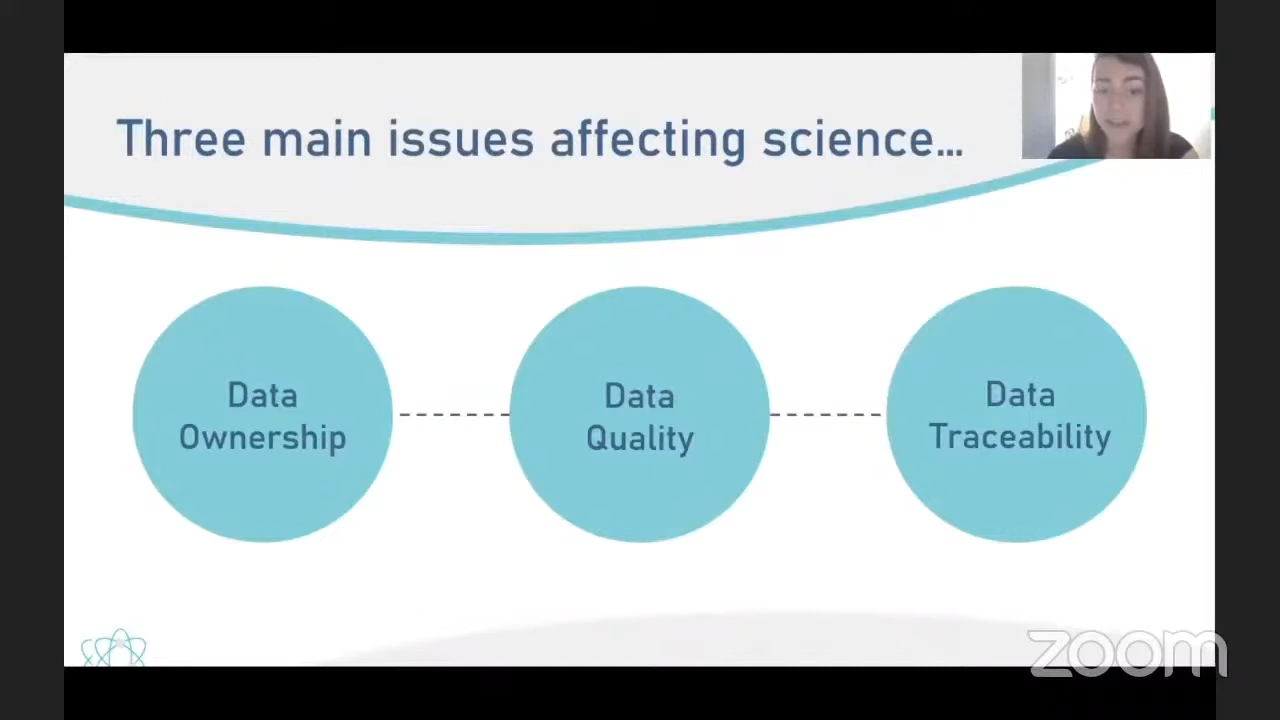 Three main issues affecting science...
Data
Ownership
Data
Quality
Data
Traceability
zoom